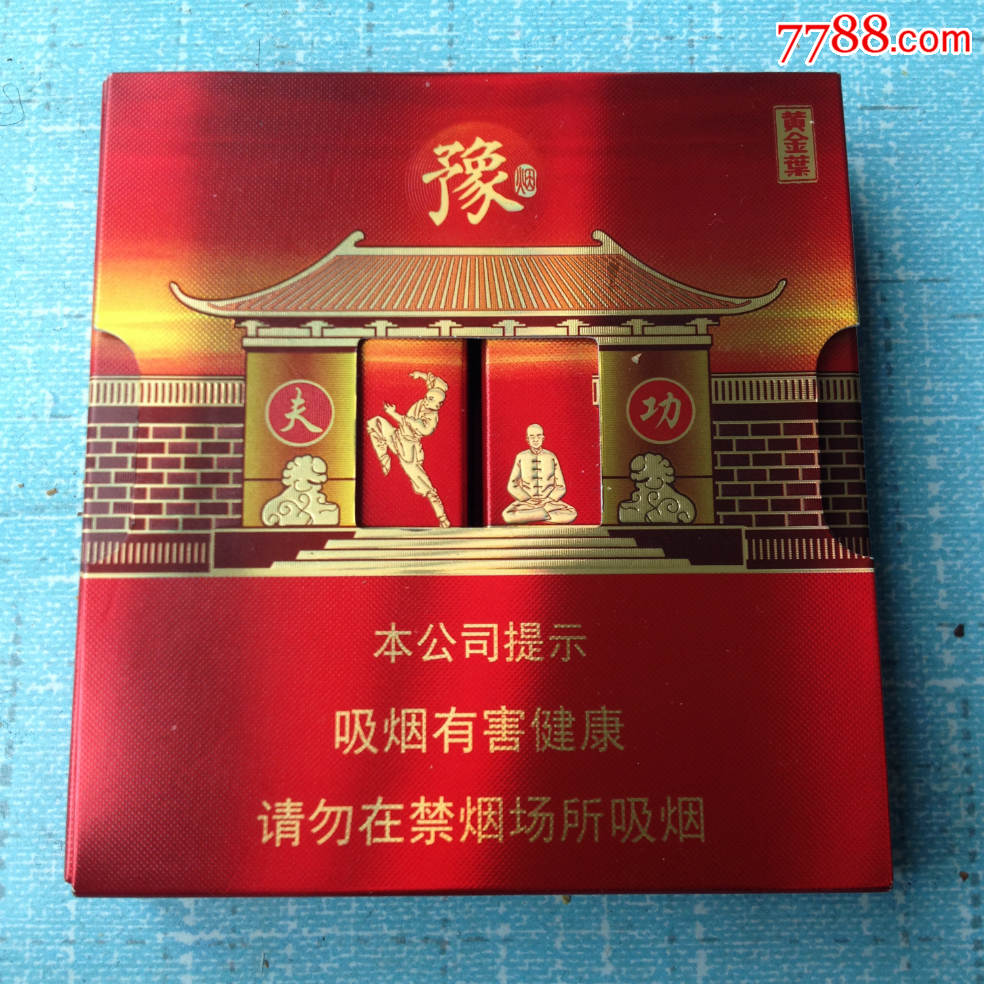 7788.com
黄金葉
豫烟
夫
功
本公司提示
吸烟有害健康
请勿在禁烟场所吸烟